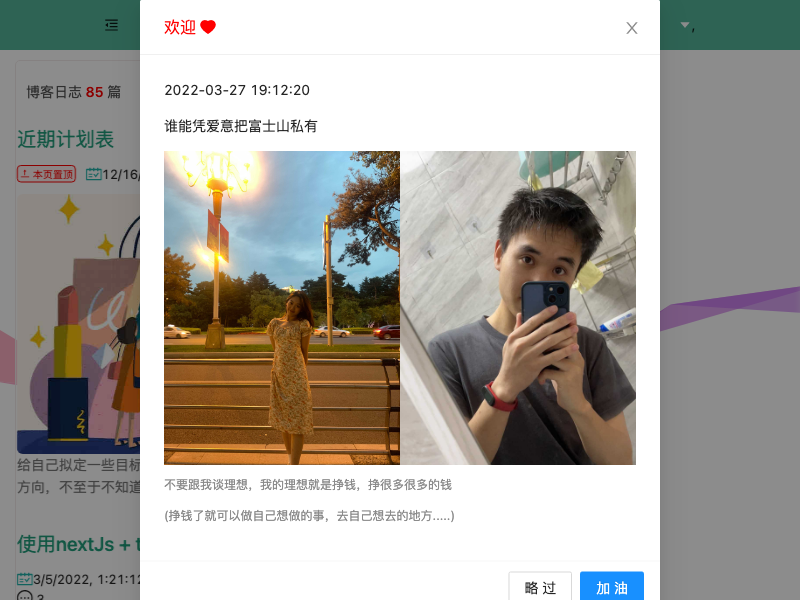 欢迎
2022-03-27 19:12:20
谁能凭爱意把富士山私有
不要跟我谈理想，我的理想就是挣钱，挣很多很多的钱
(挣钱了就可以做自己想做的事，去自己想去的地方.....)
略 过
加 油
博客日志 85 篇
近期计划表
本页置顶 12/16/
给自己拟定一些目标
方向，不至于不知道
使用nextJs + t
3/5/2022, 1:21:12
3